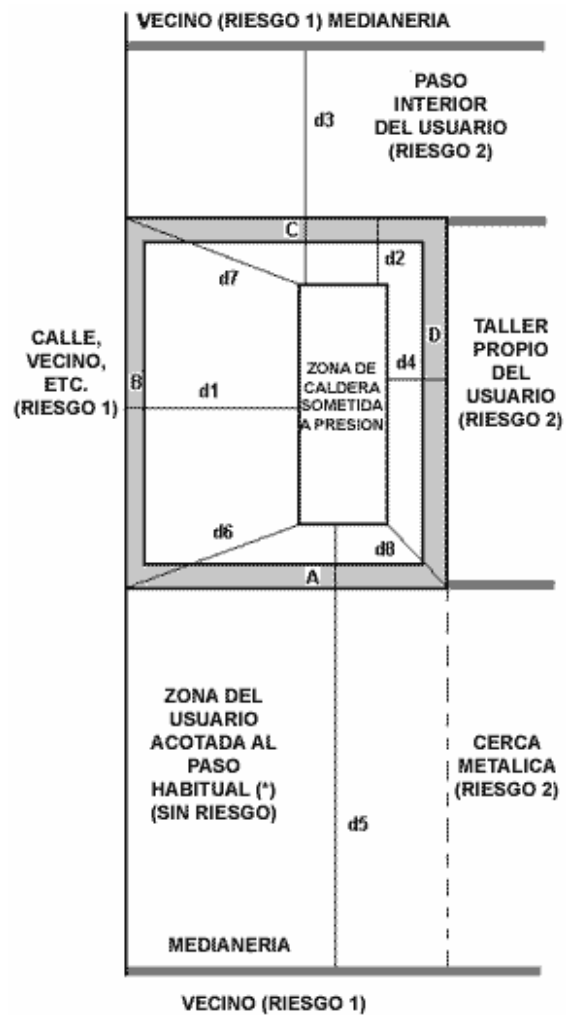 VECINO (RIESGO 1) MEDIANERIA
PASO
INTERIOR
DEL USUARIO
(RIESGO 2)
d3
C
d2
d7
CALLE,
VECINO,
ETC.
(RIESGO 1)
B
d1
ZONA DE
CALDERA
SOMETIDA
A PRESION
d4
D
TALLER
PROPIO
DEL
USUARIO
(RIESGO 2)
d6
d8
A
ZONA DEL
USUARIO
ACOTADA AL
PASO
HABITUAL (*)
(SIN RIESGO)
d5
CERCA
METALICA
(RIESGO 2)
MEDIANERIA
VECINO (RIESGO 1)